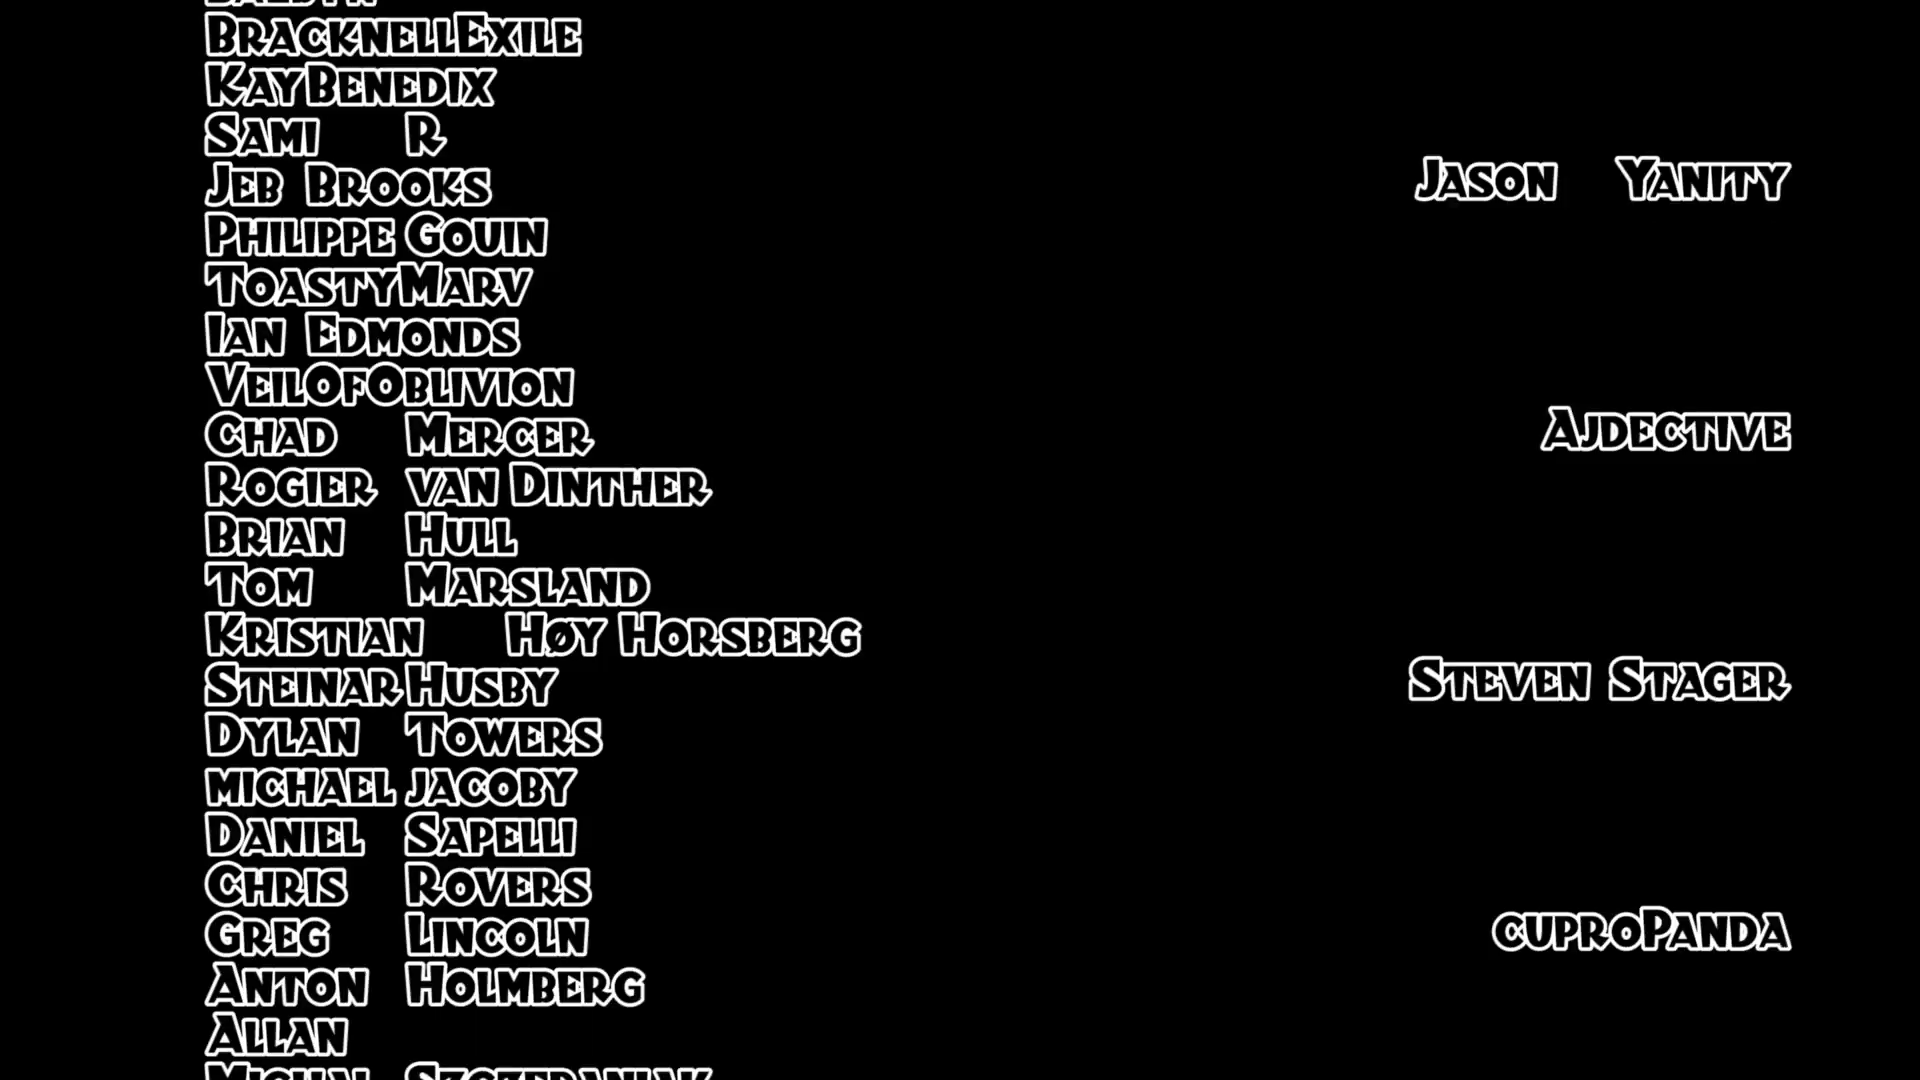 BracknellExile
KayBenedix
Sami R
Jeb Brooks
Jason Yanity
Philippe Gouin
ToastyMarv
Ian Edmonds
VeilOfOblivion
Chad Mercer
Ajdective
Rogier van Dinther
Brian Hull
Tom Marsland
Kristian Høy Horsberg
Steinar Husby
Steven Stager
Dylan Towers
michael jacoby
Daniel Sapelli
Chris Rovers
Greg Lincoln
cuproPanda
Anton Holmberg
Allan